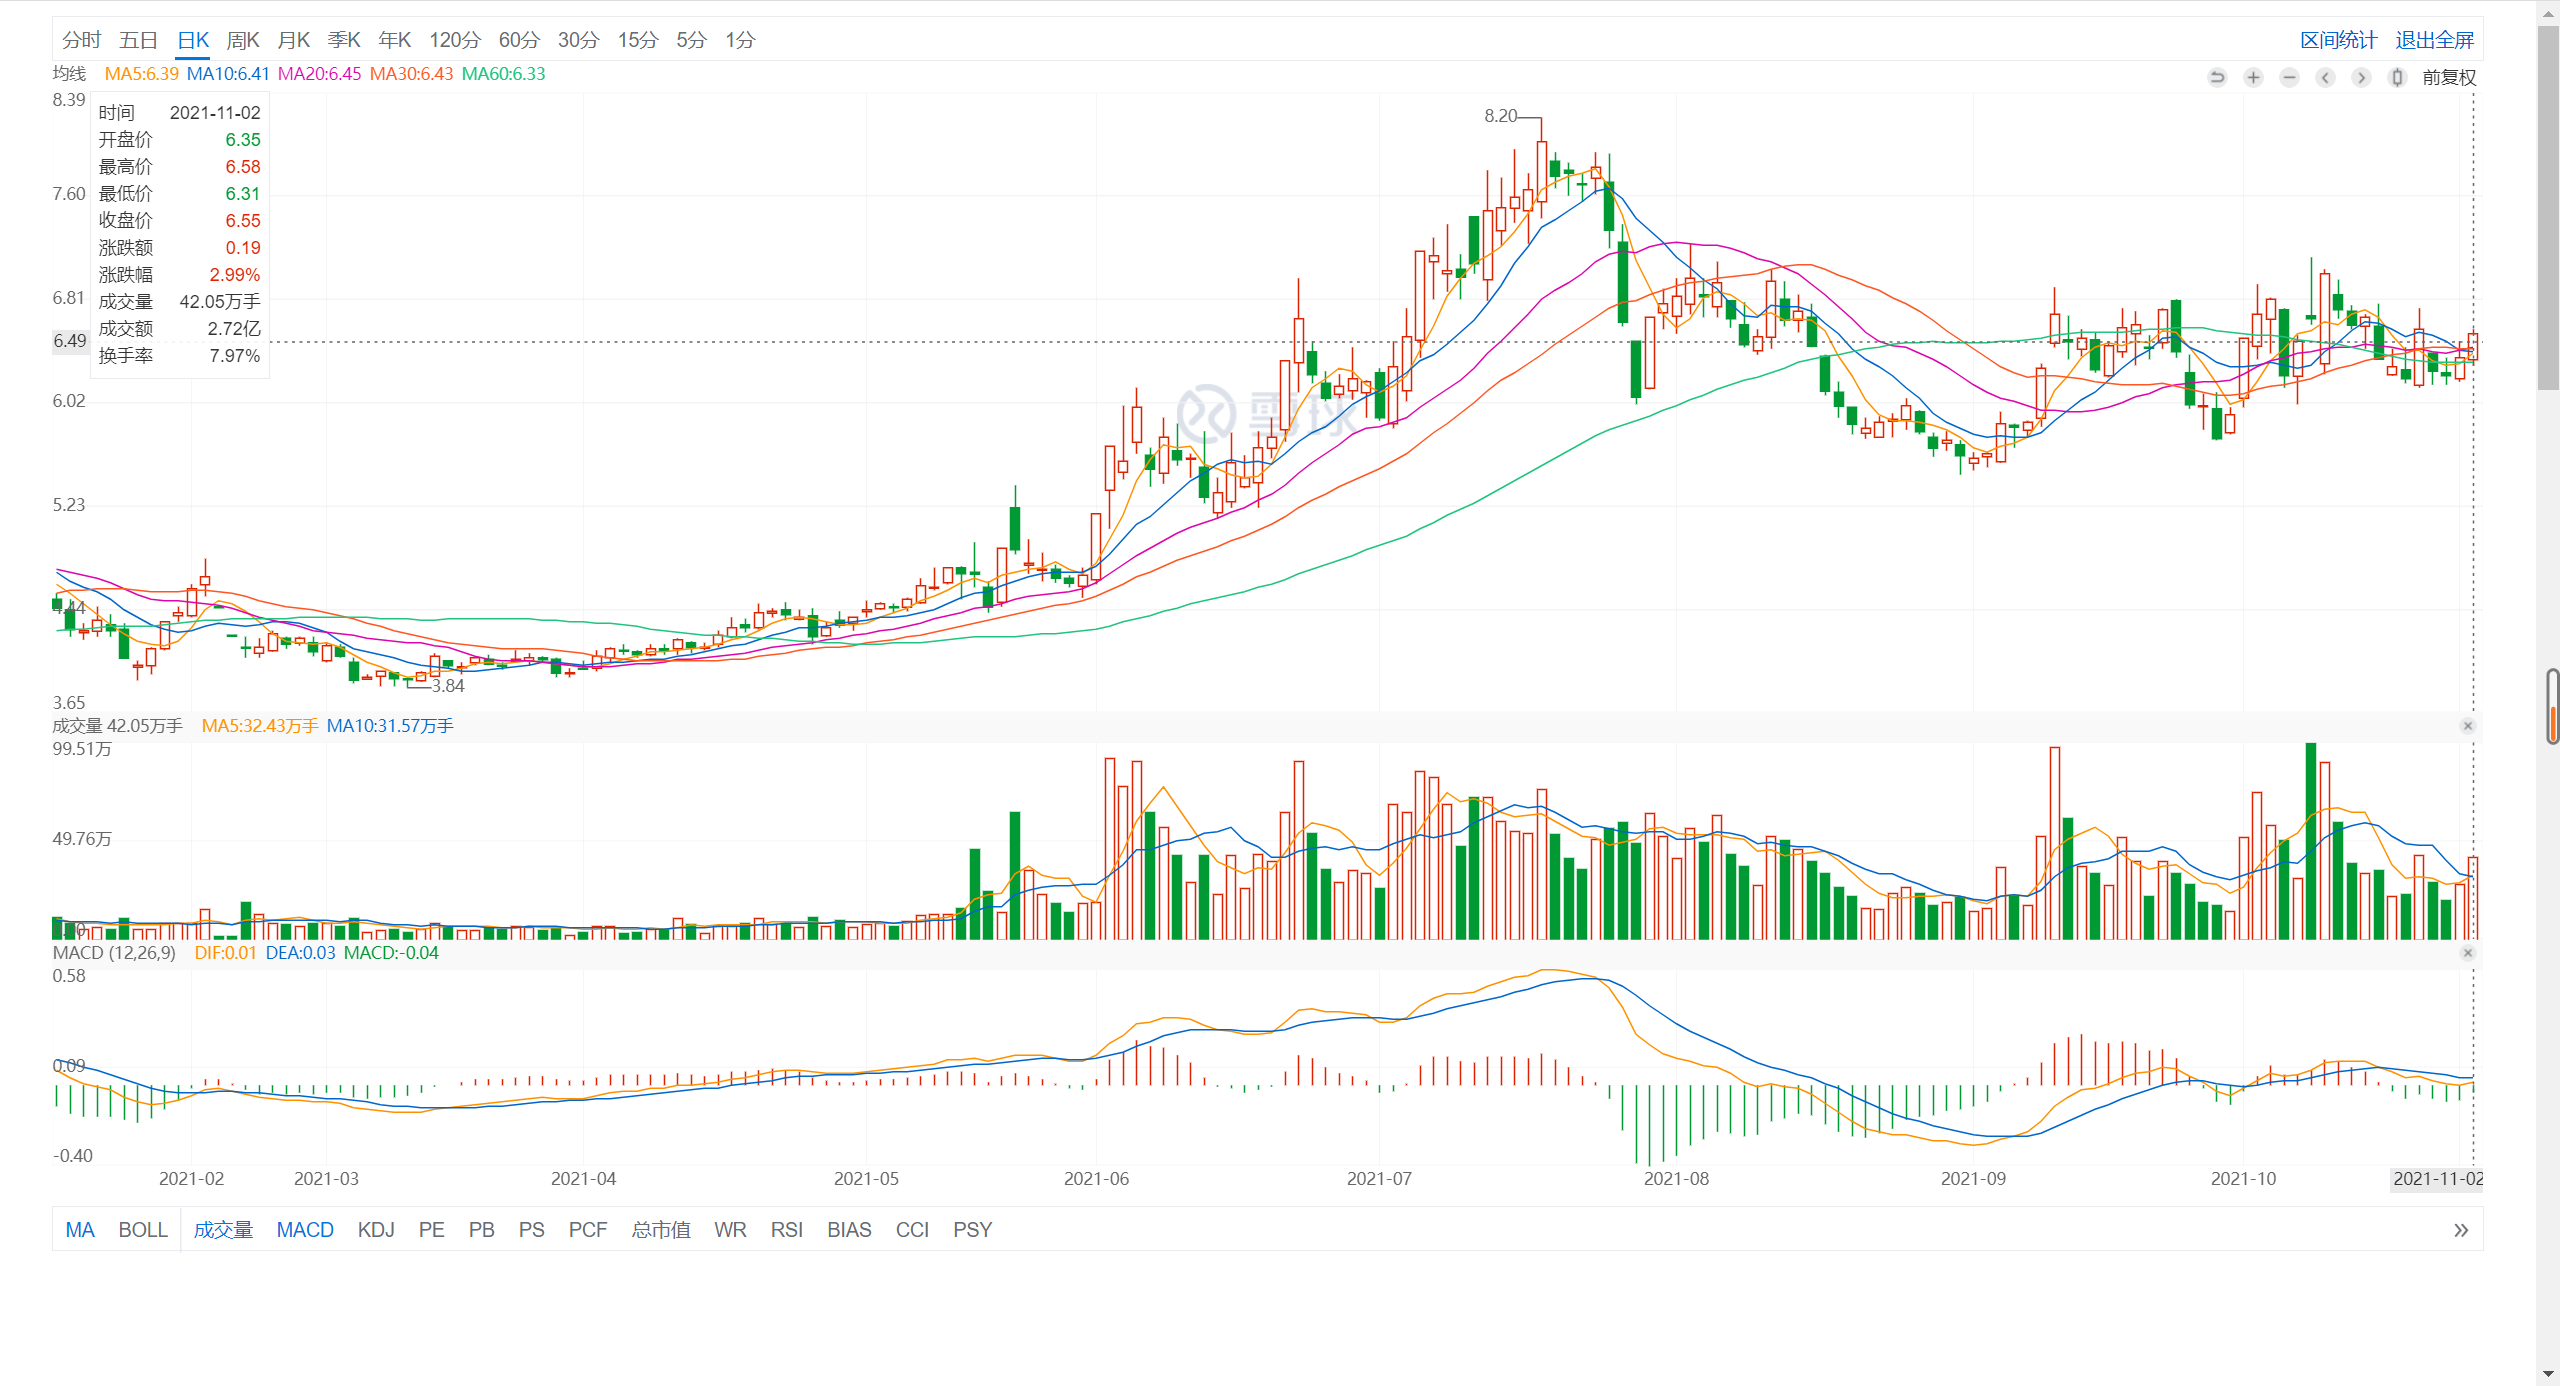 分时 五日 日K 周K 月K 季K 年K 120分 60分 30分 15分 5分 1分 区间统计 退出全屏
均线 MA5:6.39 MA10:6.41 MA20:6.45 MA30:6.43 MA60:6.33 前复权
8.39
时间 2021-11-02
开盘价 6.35
最高价 6.58
最低价 6.31
收盘价 6.55
涨跌额 0.19
涨跌幅 2.99%
成交量 42.05万手
成交额 2.72亿
换手率 7.97%
8.20
7.60
6.81
6.49
6.02
雪球
5.23
4.44
3.84
3.65
成交量 42.05万手 MA5:32.43万手 MA10:31.57万手
99.51万
49.76万
0.00
MACD (12,26,9) DIF:0.01 DEA:0.03 MACD:-0.04
0.58
0.09
-0.40
2021-02 2021-03 2021-04 2021-05 2021-06 2021-07 2021-08 2021-09 2021-10 2021-11-02
MA BOLL 成交量 MACD KDJ PE PB PS PCF 总市值 WR RSI BIAS CCI PSY